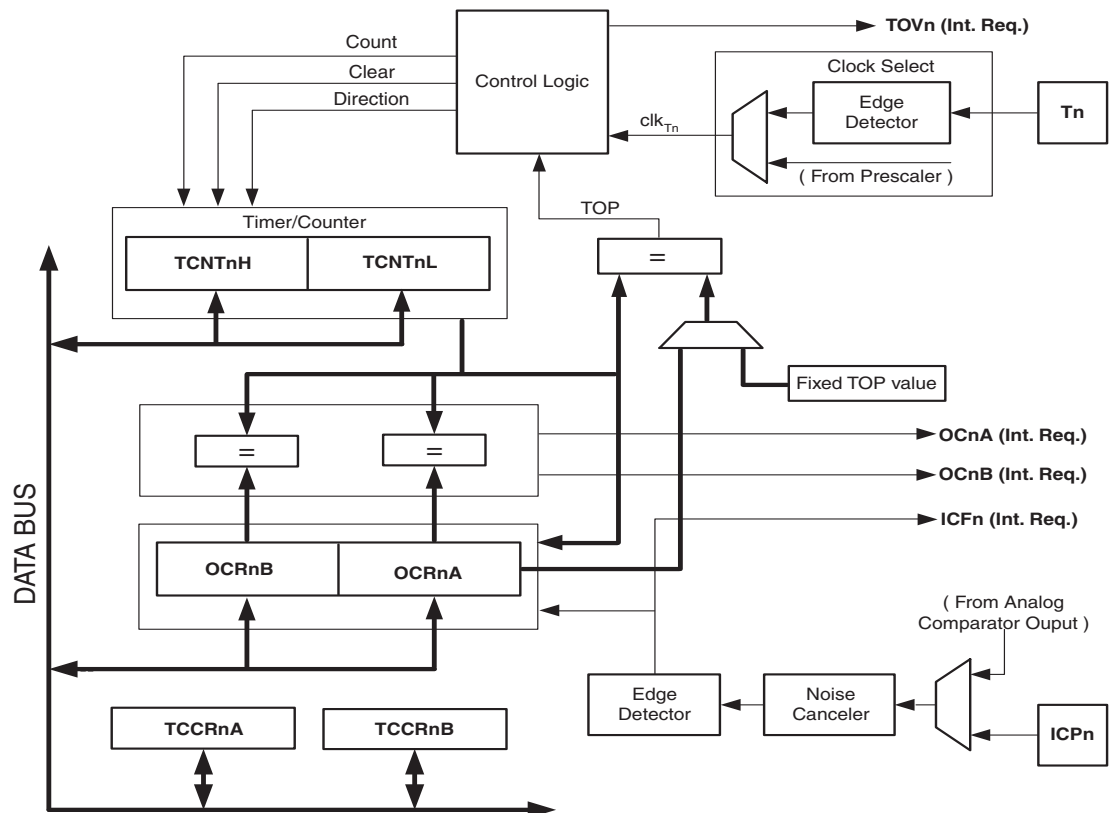 TOVn (Int. Req.)
Count
Clear
Direction
Control Logic
Clock Select
Edge
Detector
Tn
clkTn
( From Prescaler )
TOP
Timer/Counter
TCNTnH
TCNTnL
=
Fixed TOP value
=
=
OCnA (Int. Req.)
OCnB (Int. Req.)
ICFn (Int. Req.)
DATA BUS
OCRnB
OCRnA
( From Analog
Comparator Ouput )
Edge
Detector
Noise
Canceler
ICPn
TCCRnA
TCCRnB